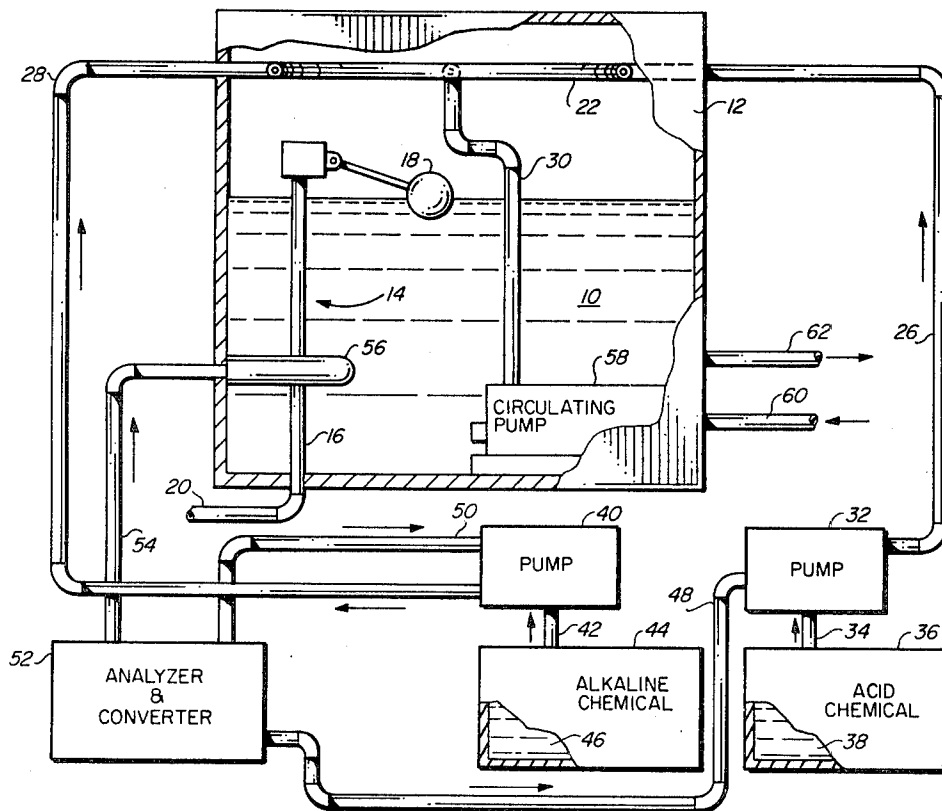 28
22
12
18
30
14
10
26
56
58
62
CIRCULATING
PUMP
60
16
20
50
40
32
54
PUMP
PUMP
48
42
44
34
36
52
ANALYZER
&
CONVERTER
ALKALINE
CHEMICAL
46
ACID
CHEMICAL
38